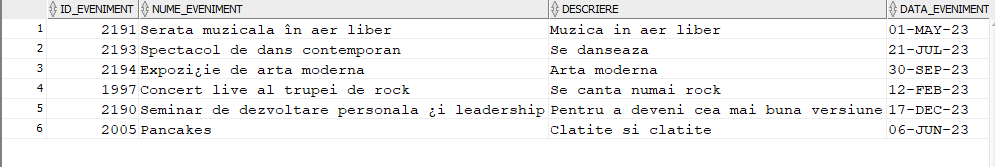 ID_EVENIMENT NUME_EVENIMENT DESCRIERE DATA_EVENIMENT
1 2191 Serata muzicala în aer liber Muzica in aer liber 01-MAY-23
2 2193 Spectacol de dans contemporan Se danseaza 21-JUL-23
3 2194 Expozi¿ie de arta moderna Arta moderna 30-SEP-23
4 1997 Concert live al trupei de rock Se canta numai rock 12-FEB-23
5 2190 Seminar de dezvoltare personala ¿i leadership Pentru a deveni cea mai buna versiune 17-DEC-23
6 2005 Pancakes Clatite si clatite 06-JUN-23